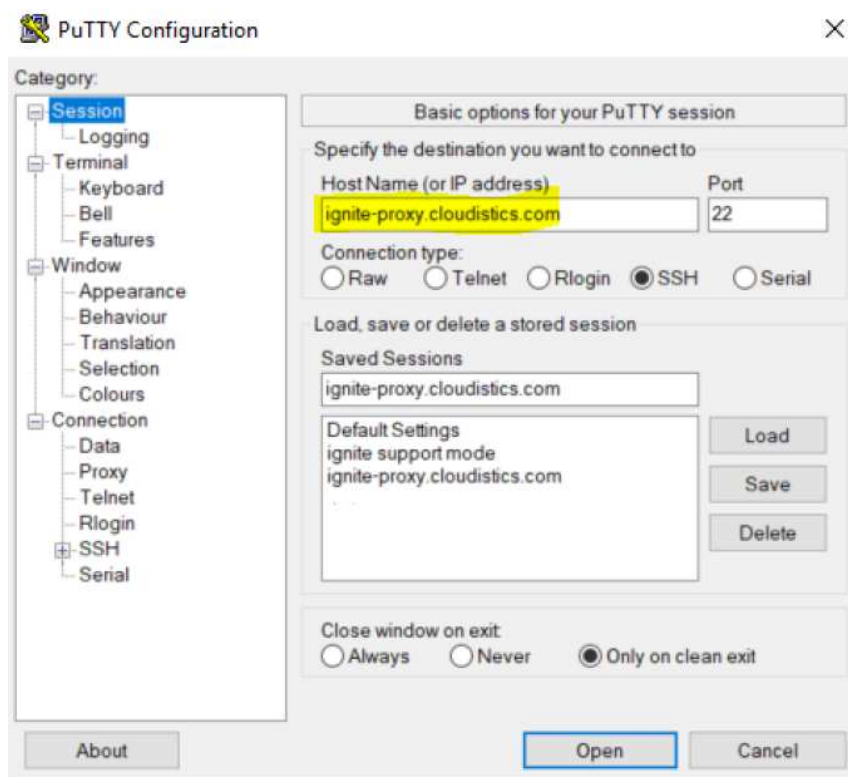 PuTTY Configuration
Category:
Session
Logging
Terminal
Keyboard
Bell
Features
Window
Appearance
Behaviour
Translation
Selection
Colours
Connection
Data
Proxy
Telnet
Rlogin
SSH
Serial
Basic options for your PuTTY session
Specify the destination you want to connect to
Host Name (or IP address) Port
ignite-proxy.cloudistics.com 22
Connection type:
Raw Telnet Rlogin SSH Serial
Load, save or delete a stored session
Saved Sessions
ignite-proxy.cloudistics.com
Default Settings
ignite support mode
ignite-proxy.cloudistics.com
Load
Save
Delete
Close window on exit:
Always Never Only on clean exit
About Open Cancel